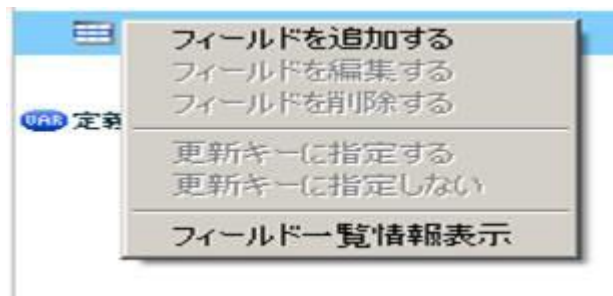 フィールドを追加する
フィールドを編集する
フィールドを削除する
VAR 定義
更新キーに指定する
更新キーに指定しない
フィールド一覧情報表示